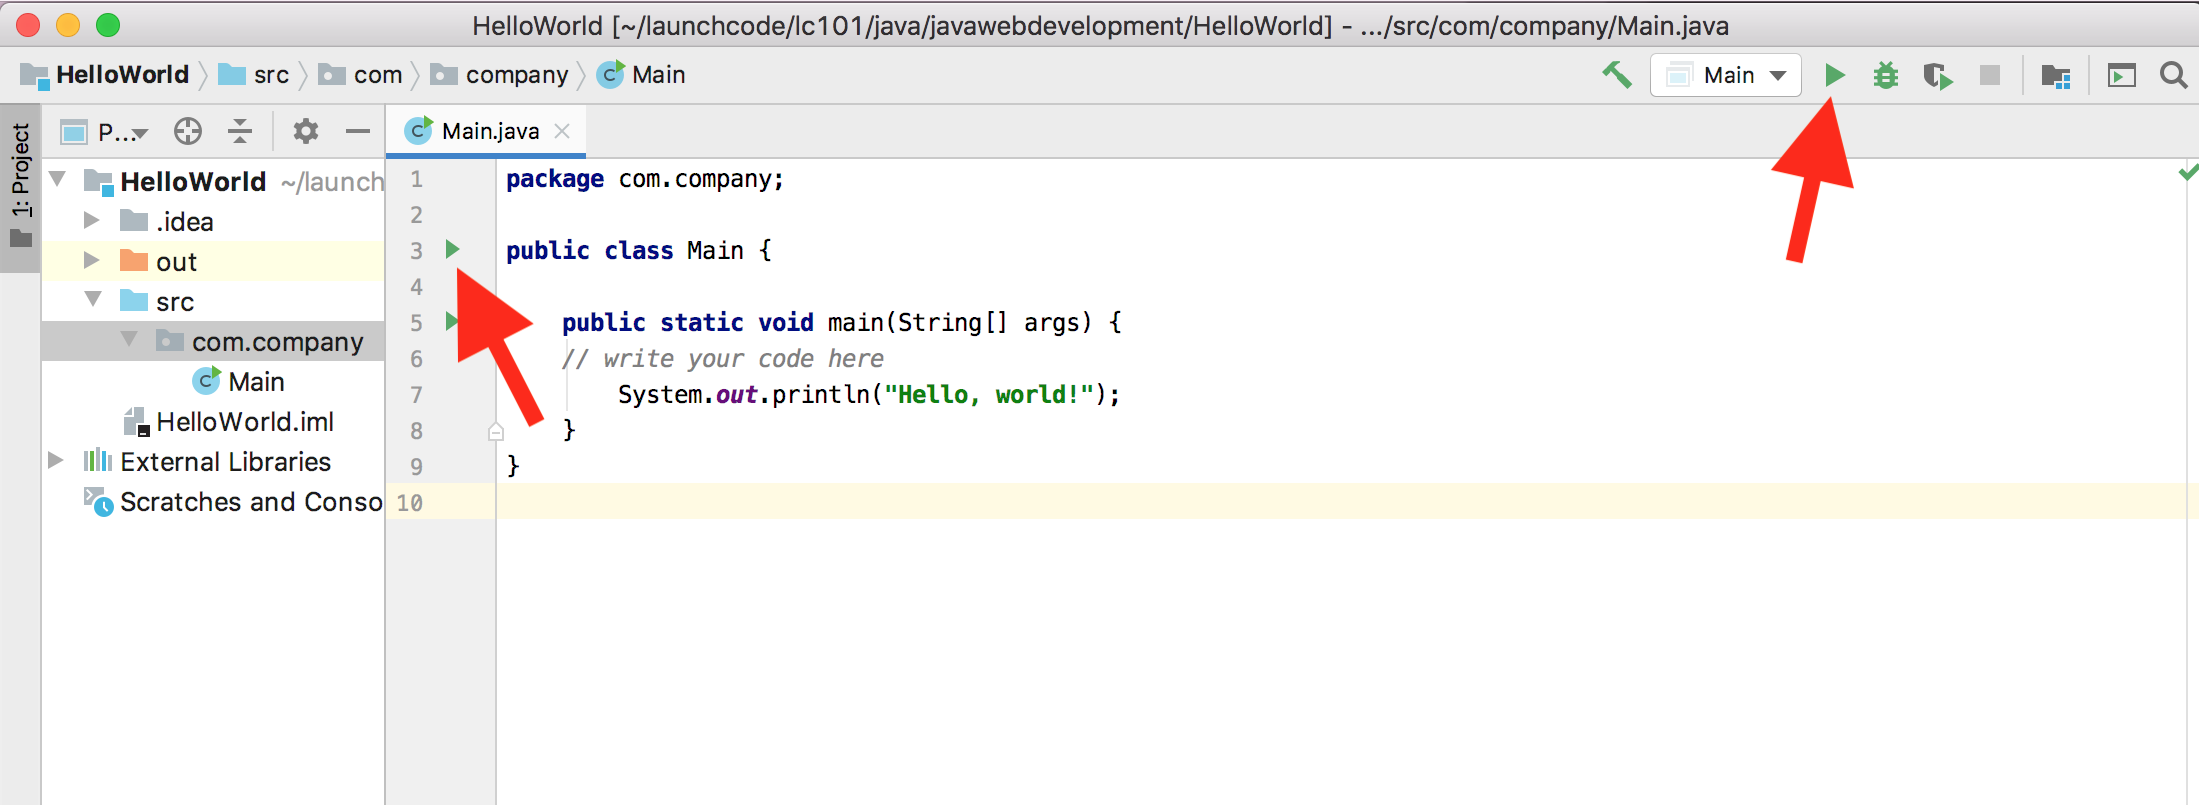 HelloWorld [~/launchcode/lc101/java/javawebdevelopment/HelloWorld] - .../src/com/company/Main.java
HelloWorld src com company Main
Main
1: Project
P...
HelloWorld ~/launch
.idea
out
src
com.company
Main
HelloWorld.iml
External Libraries
Scratches and Conso
Main.java
1 package com.company;
2
3 public class Main {
4
5 public static void main(String[] args) {
6 // write your code here
7 System.out.println("Hello, world!");
8 }
9 }
10